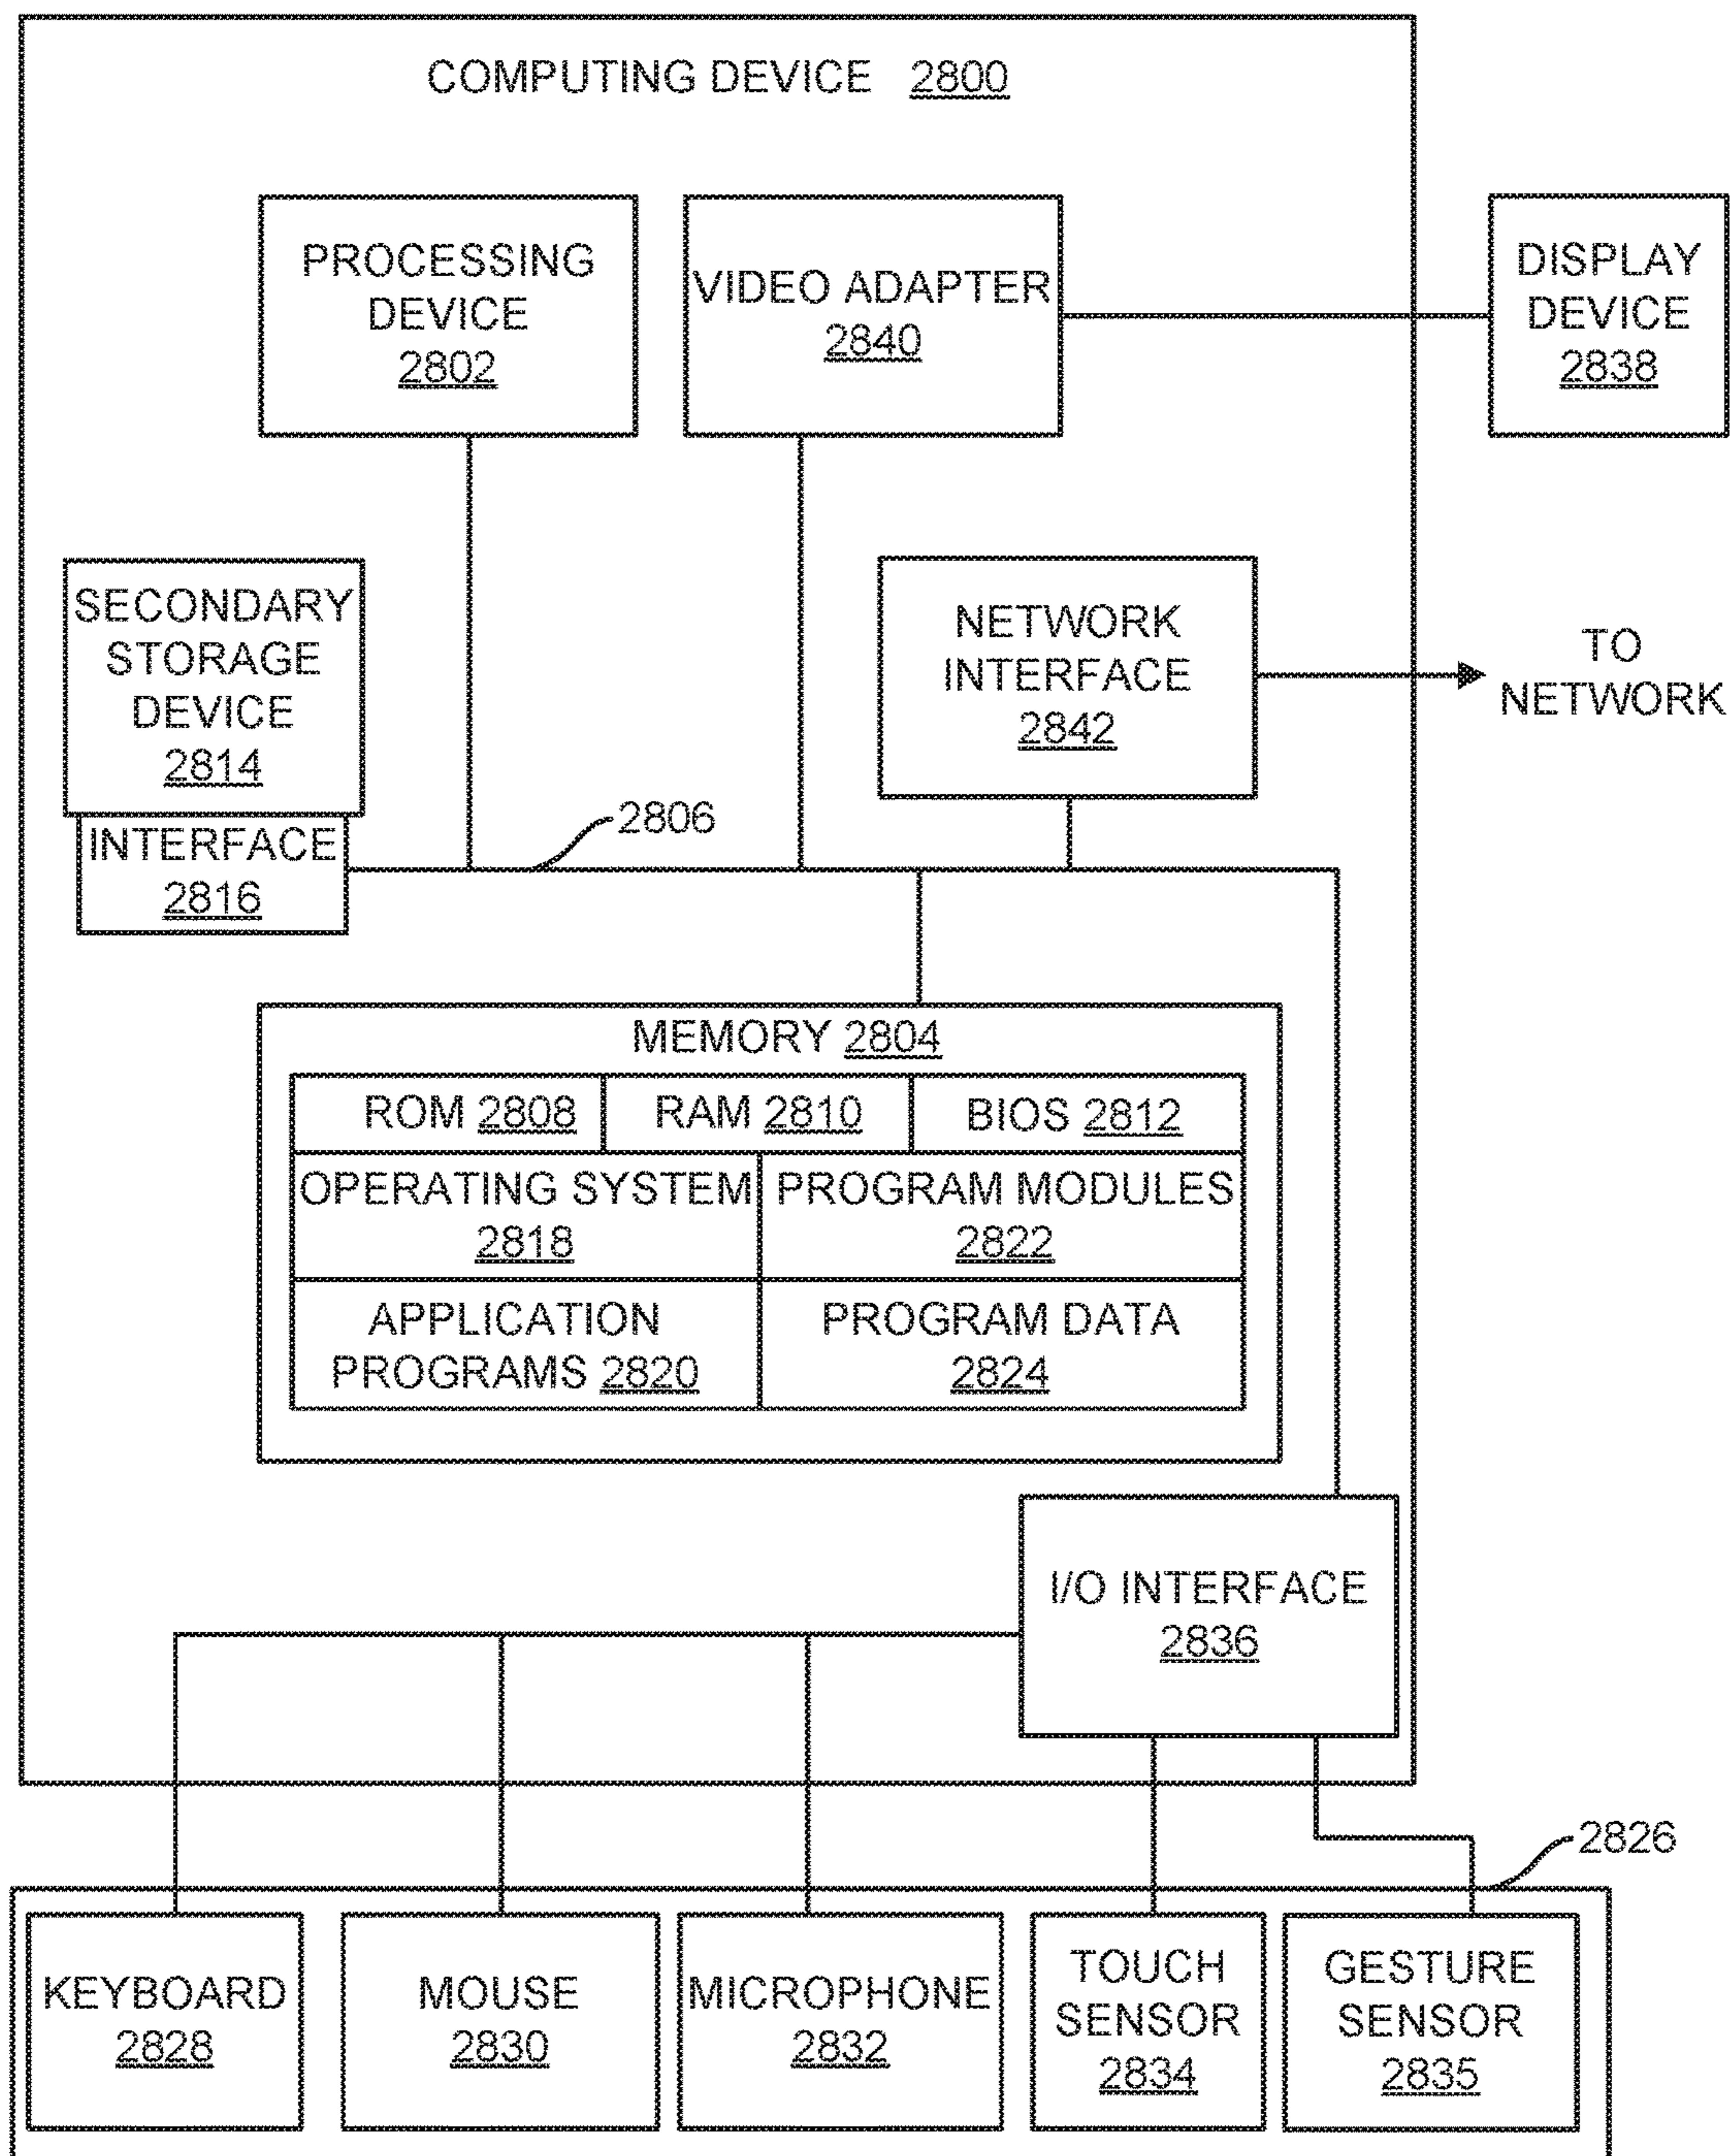 COMPUTING DEVICE 2800
PROCESSING
DEVICE
2802
VIDEO ADAPTER
2840
DISPLAY
DEVICE
2838
SECONDARY
STORAGE
DEVICE
2814
INTERFACE
2816
NETWORK
INTERFACE
2842
TO
NETWORK
2806
MEMORY 2804
ROM 2808
RAM 2810
BIOS 2812
OPERATING SYSTEM
2818
PROGRAM MODULES
2822
APPLICATION
PROGRAMS 2820
PROGRAM DATA
2824
I/O INTERFACE
2836
2826
KEYBOARD
2828
MOUSE
2830
MICROPHONE
2832
TOUCH
SENSOR
2834
GESTURE
SENSOR
2835